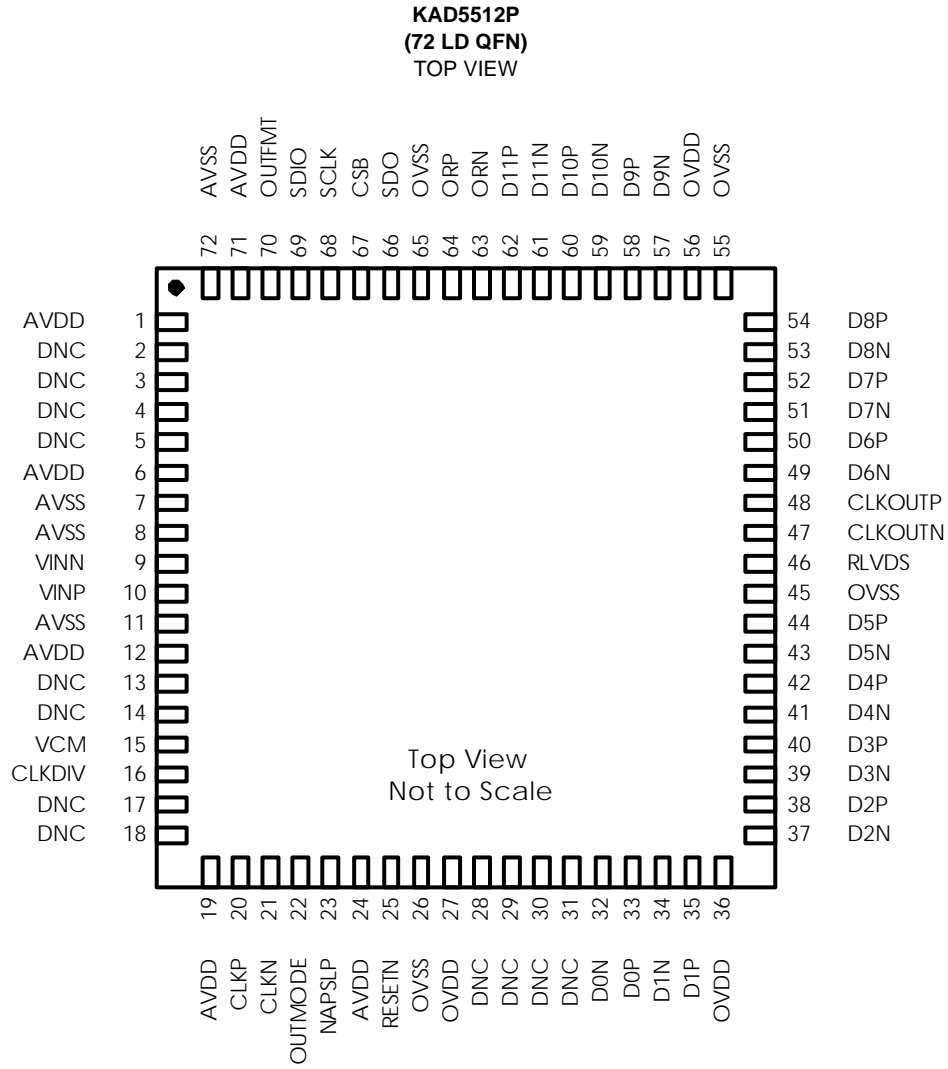 KAD5512P
(72 LD QFN)
TOP VIEW
AVSS
AVDD
OUTFMT
SDIO
SCLK
CSB
SDO
OVSS
ORP
ORN
D11P
D11N
D10P
D10N
D9P
D9N
OVDD
OVSS
72
71
70
69
68
67
66
65
64
63
62
61
60
59
58
57
56
55
AVDD 1
DNC 2
DNC 3
DNC 4
DNC 5
AVDD 6
AVSS 7
AVSS 8
VINN 9
VINP 10
AVSS 11
AVDD 12
DNC 13
DNC 14
VCM 15
CLKDIV 16
DNC 17
DNC 18
54 D8P
53 D8N
52 D7P
51 D7N
50 D6P
49 D6N
48 CLKOUTP
47 CLKOUTN
46 RLVDS
45 OVSS
44 D5P
43 D5N
42 D4P
41 D4N
40 D3P
39 D3N
38 D2P
37 D2N
Top View
Not to Scale
19
20
21
22
23
24
25
26
27
28
29
30
31
32
33
34
35
36
AVDD
CLKP
CLKN
OUTMODE
NAPSLP
AVDD
RESETN
OVSS
OVDD
DNC
DNC
DNC
DNC
D0N
D0P
D1N
D1P
OVDD